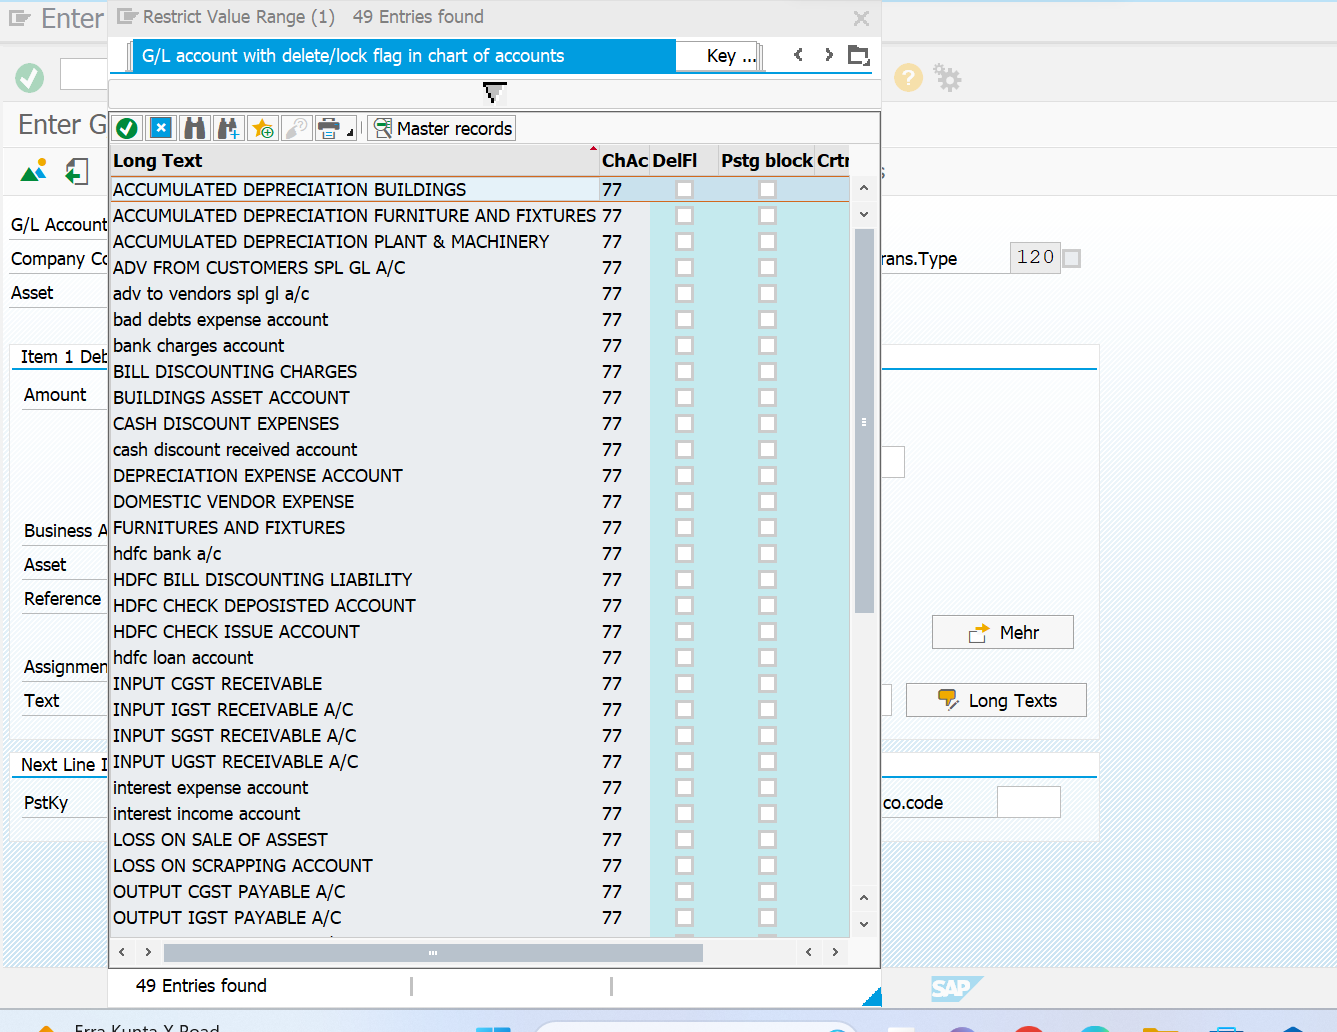 Enter
Restrict Value Range (1) 49 Entries found
G/L account with delete/lock flag in chart of accounts
Key ...
Enter G
Master records
Long Text ChAc DelFl Pstg block Crtr
ACCUMULATED DEPRECIATION BUILDINGS 77
ACCUMULATED DEPRECIATION FURNITURE AND FIXTURES 77
ACCUMULATED DEPRECIATION PLANT & MACHINERY 77
ADV FROM CUSTOMERS SPL GL A/C 77
adv to vendors spl gl a/c 77
bad debts expense account 77
bank charges account 77
BILL DISCOUNTING CHARGES 77
BUILDINGS ASSET ACCOUNT 77
CASH DISCOUNT EXPENSES 77
cash discount received account 77
DEPRECIATION EXPENSE ACCOUNT 77
DOMESTIC VENDOR EXPENSE 77
FURNITURES AND FIXTURES 77
hdfc bank a/c 77
HDFC BILL DISCOUNTING LIABILITY 77
HDFC CHECK DEPOSISTED ACCOUNT 77
HDFC CHECK ISSUE ACCOUNT 77
hdfc loan account 77
INPUT CGST RECEIVABLE 77
INPUT IGST RECEIVABLE A/C 77
INPUT SGST RECEIVABLE A/C 77
INPUT UGST RECEIVABLE A/C 77
interest expense account 77
interest income account 77
LOSS ON SALE OF ASSEST 77
LOSS ON SCRAPPING ACCOUNT 77
OUTPUT CGST PAYABLE A/C 77
OUTPUT IGST PAYABLE A/C 77
49 Entries found
G/L Account
Company Co
rans.Type 120
Asset
Item 1 Deb
Amount
Business A
Asset
Reference
Mehr
Assignmen
Text
Long Texts
Next Line I
PstKy
co.code
SAP
Erra Kunta X Road